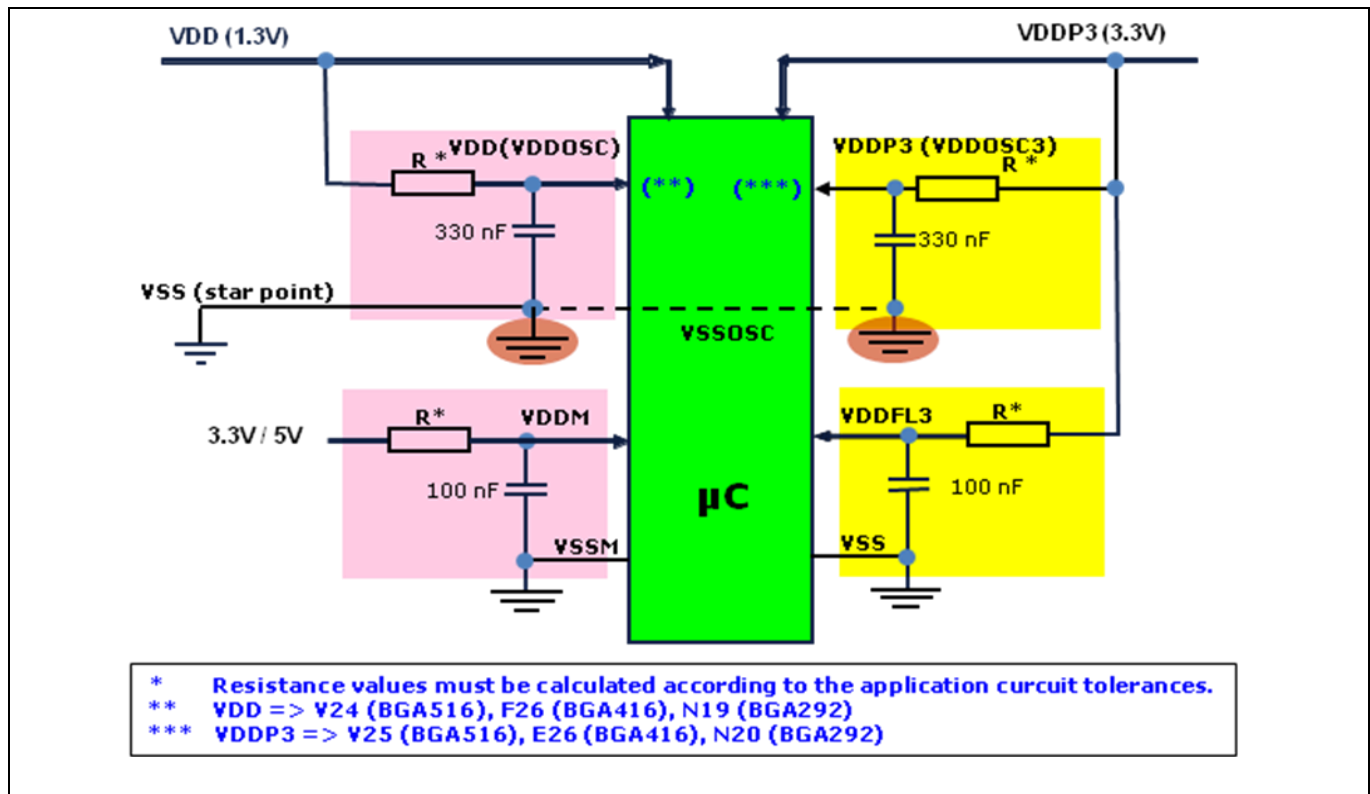 VDD (1.3V)
VDDP3 (3.3V)
VDD(VDDOSC)
R *
VDDP3 (VDDOSC3)
R *
(**)
(***)
330 nF
330 nF
VSS (star point)
VSSOSC
R*
VDDM
VDDFL3
R*
3.3V / 5V
100 nF
µC
100 nF
VSSM
VSS
* Resistance values must be calculated according to the application curcuit tolerances.
** VDD => V24 (BGA516), F26 (BGA416), N19 (BGA292)
*** VDDP3 => V25 (BGA516), E26 (BGA416), N20 (BGA292)